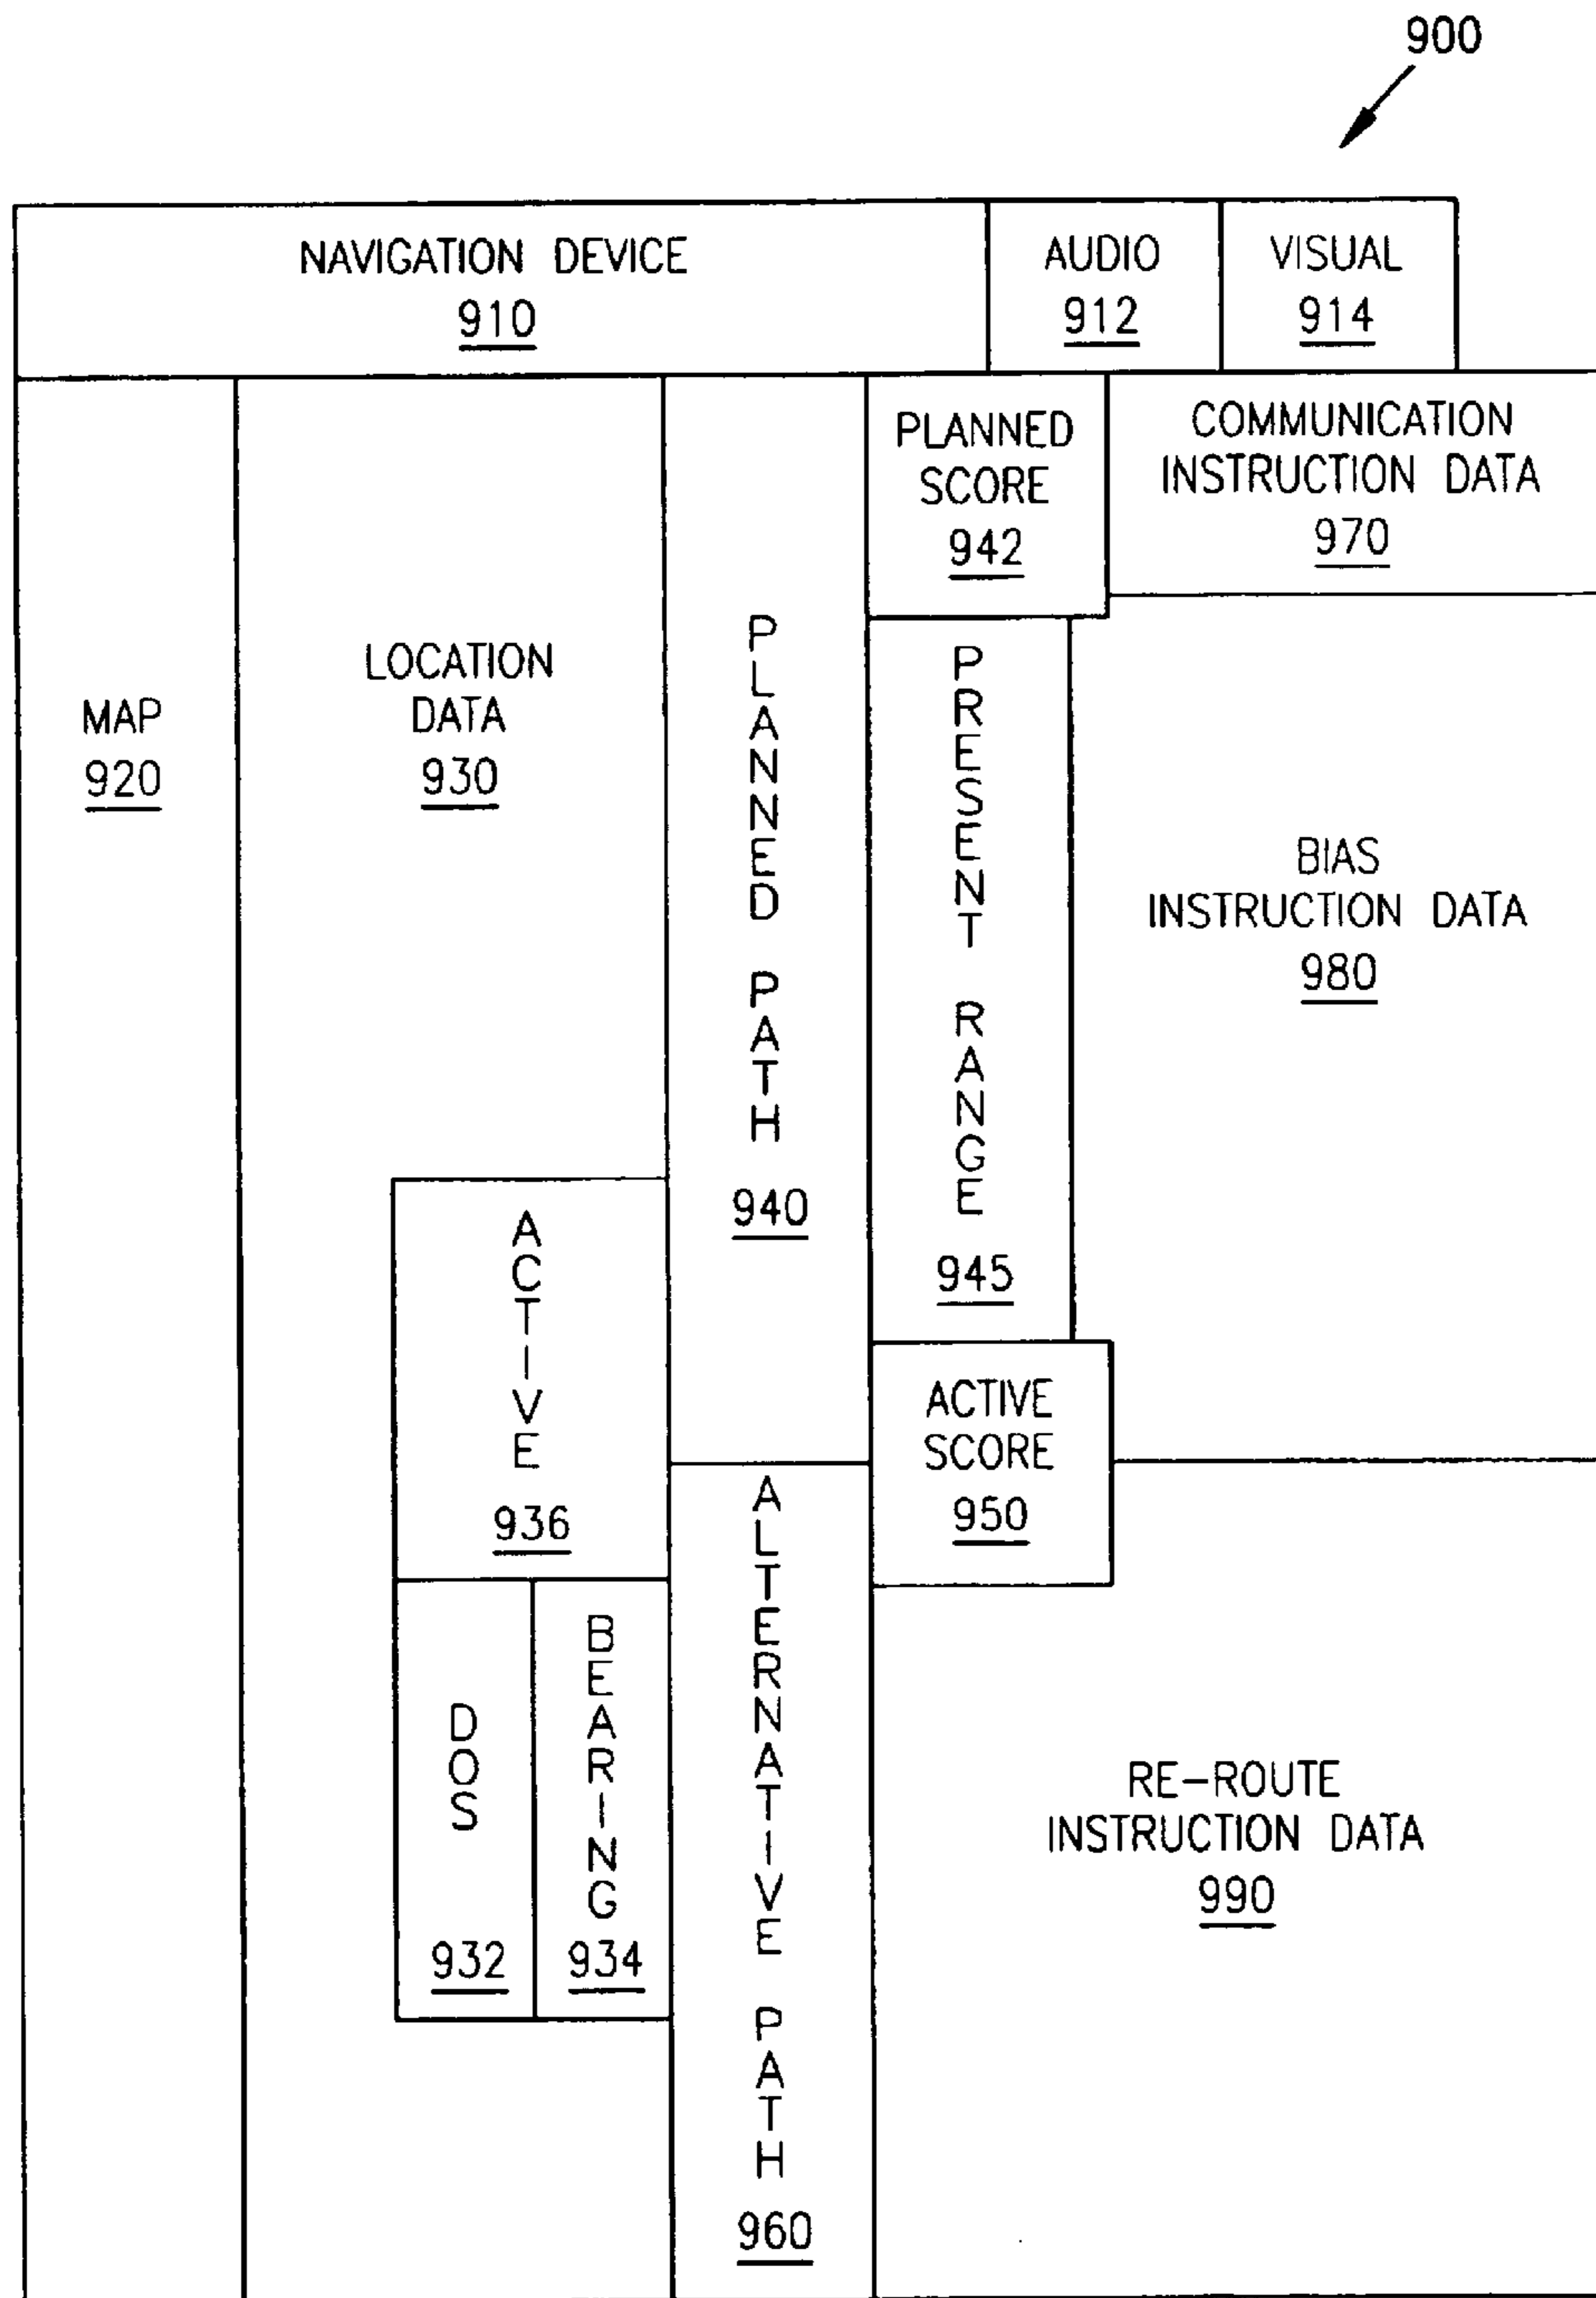 900
NAVIGATION DEVICE
910
AUDIO
912
VISUAL
914
MAP
920
LOCATION
DATA
930
PLANNED PATH
940
PLANNED
SCORE
942
COMMUNICATION
INSTRUCTION DATA
970
PRESENT RANGE
945
BIAS
INSTRUCTION DATA
980
ACTIVE
936
ACTIVE
SCORE
950
DOS
932
BEARING
934
ALTERNATIVE PATH
960
RE-ROUTE
INSTRUCTION DATA
990